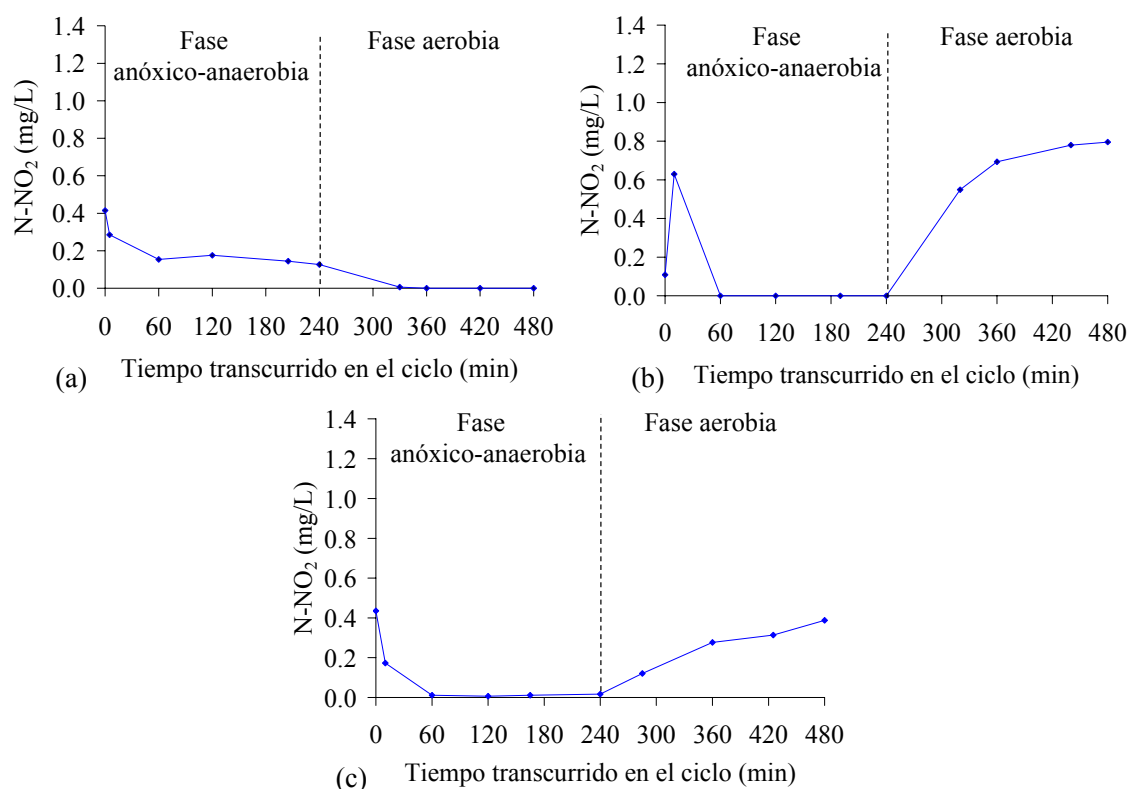 1.4
1.2
1.0
0.8
0.6
0.4
0.2
0.0
N-NO₂ (mg/L)
Fase
anóxico-anaerobia
Fase aerobia
0 60 120 180 240 300 360 420 480
(a) Tiempo transcurrido en el ciclo (min)
1.4
1.2
1.0
0.8
0.6
0.4
0.2
0.0
N-NO₂ (mg/L)
Fase
anóxico-anaerobia
Fase aerobia
0 60 120 180 240 300 360 420 480
(b) Tiempo transcurrido en el ciclo (min)
1.4
1.2
1.0
0.8
0.6
0.4
0.2
0.0
N-NO₂ (mg/L)
Fase
anóxico-anaerobia
Fase aerobia
0 60 120 180 240 300 360 420 480
(c) Tiempo transcurrido en el ciclo (min)